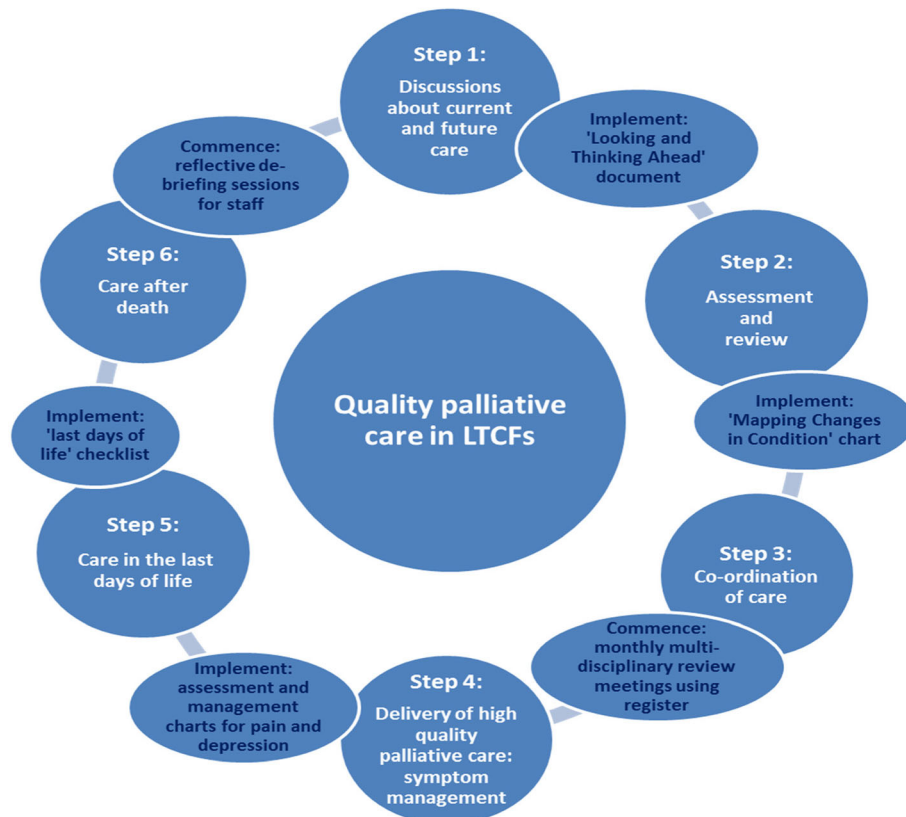 Step 1:
Discussions
about current
and future
care
Implement:
'Looking and
Thinking Ahead'
document
Step 2:
Assessment
and
review
Implement:
'Mapping Changes
in Condition' chart
Step 3:
Co-ordination
of care
Commence:
monthly multi-
disciplinary review
meetings using
register
Step 4:
Delivery of high
quality
palliative care:
symptom
management
Implement:
assessment and
management
charts for pain and
depression
Step 5:
Care in the last
days of life
Implement:
'last days of
life' checklist
Step 6:
Care after
death
Commence:
reflective de-
briefing sessions
for staff
Quality palliative
care in LTCFs